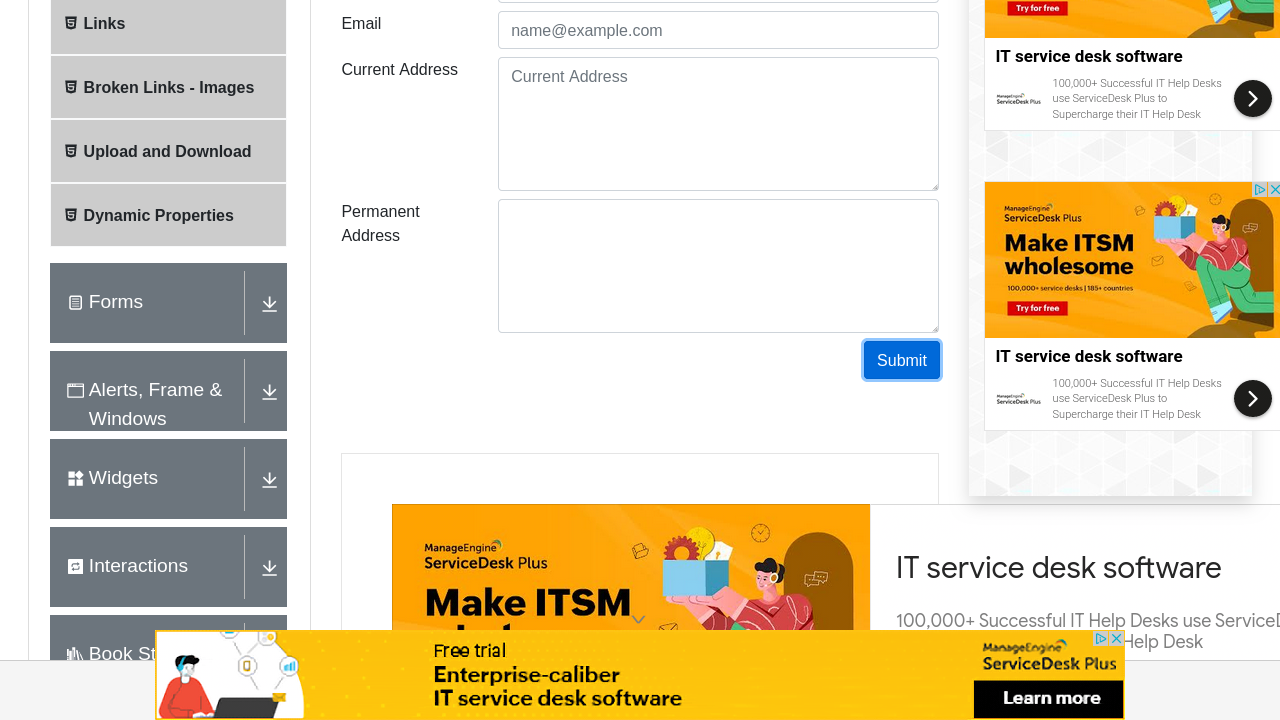 Links
Broken Links - Images
Upload and Download
Dynamic Properties
Forms
Alerts, Frame &
Windows
Widgets
Interactions
Book St
Email
name@example.com
Current Address
Current Address
Permanent
Address
Submit
Try for free
IT service desk software
ManageEngine
ServiceDesk Plus
100,000+ Successful IT Help Desks
use ServiceDesk Plus to
Supercharge their IT Help Desk
ManageEngine
ServiceDesk Plus
Make ITSM
wholesome
100,000+ service desks | 185+ countries
Try for free
IT service desk software
ManageEngine
ServiceDesk Plus
100,000+ Successful IT Help Desks
use ServiceDesk Plus to
Supercharge their IT Help Desk
ManageEngine
ServiceDesk Plus
Make ITSM
IT service desk software
100,000+ Successful IT Help Desks use ServiceD
Help Desk
Free trial
Enterprise-caliber
IT service desk software
ManageEngine
ServiceDesk Plus
Learn more